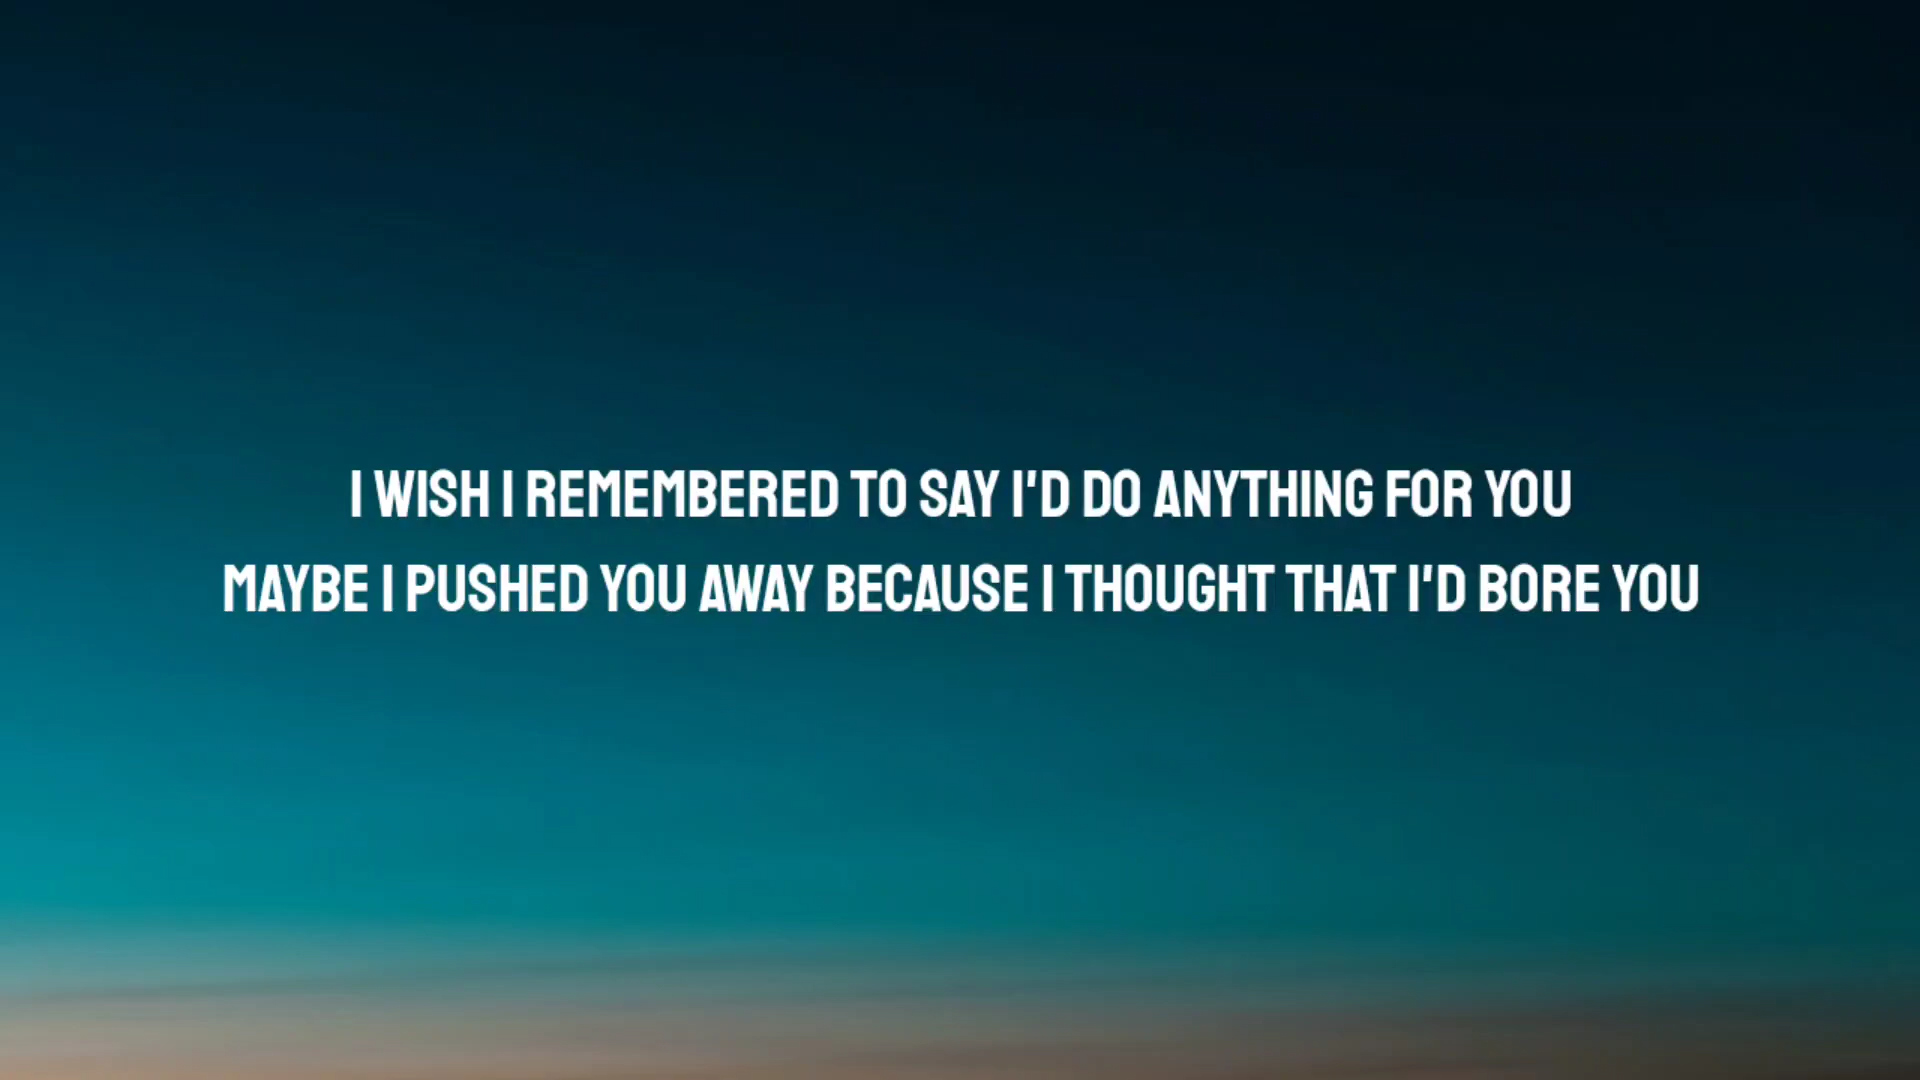 I WISH I REMEMBERED TO SAY I'D DO ANYTHING FOR YOU
MAYBE I PUSHED YOU AWAY BECAUSE I THOUGHT THAT I'D BORE YOU